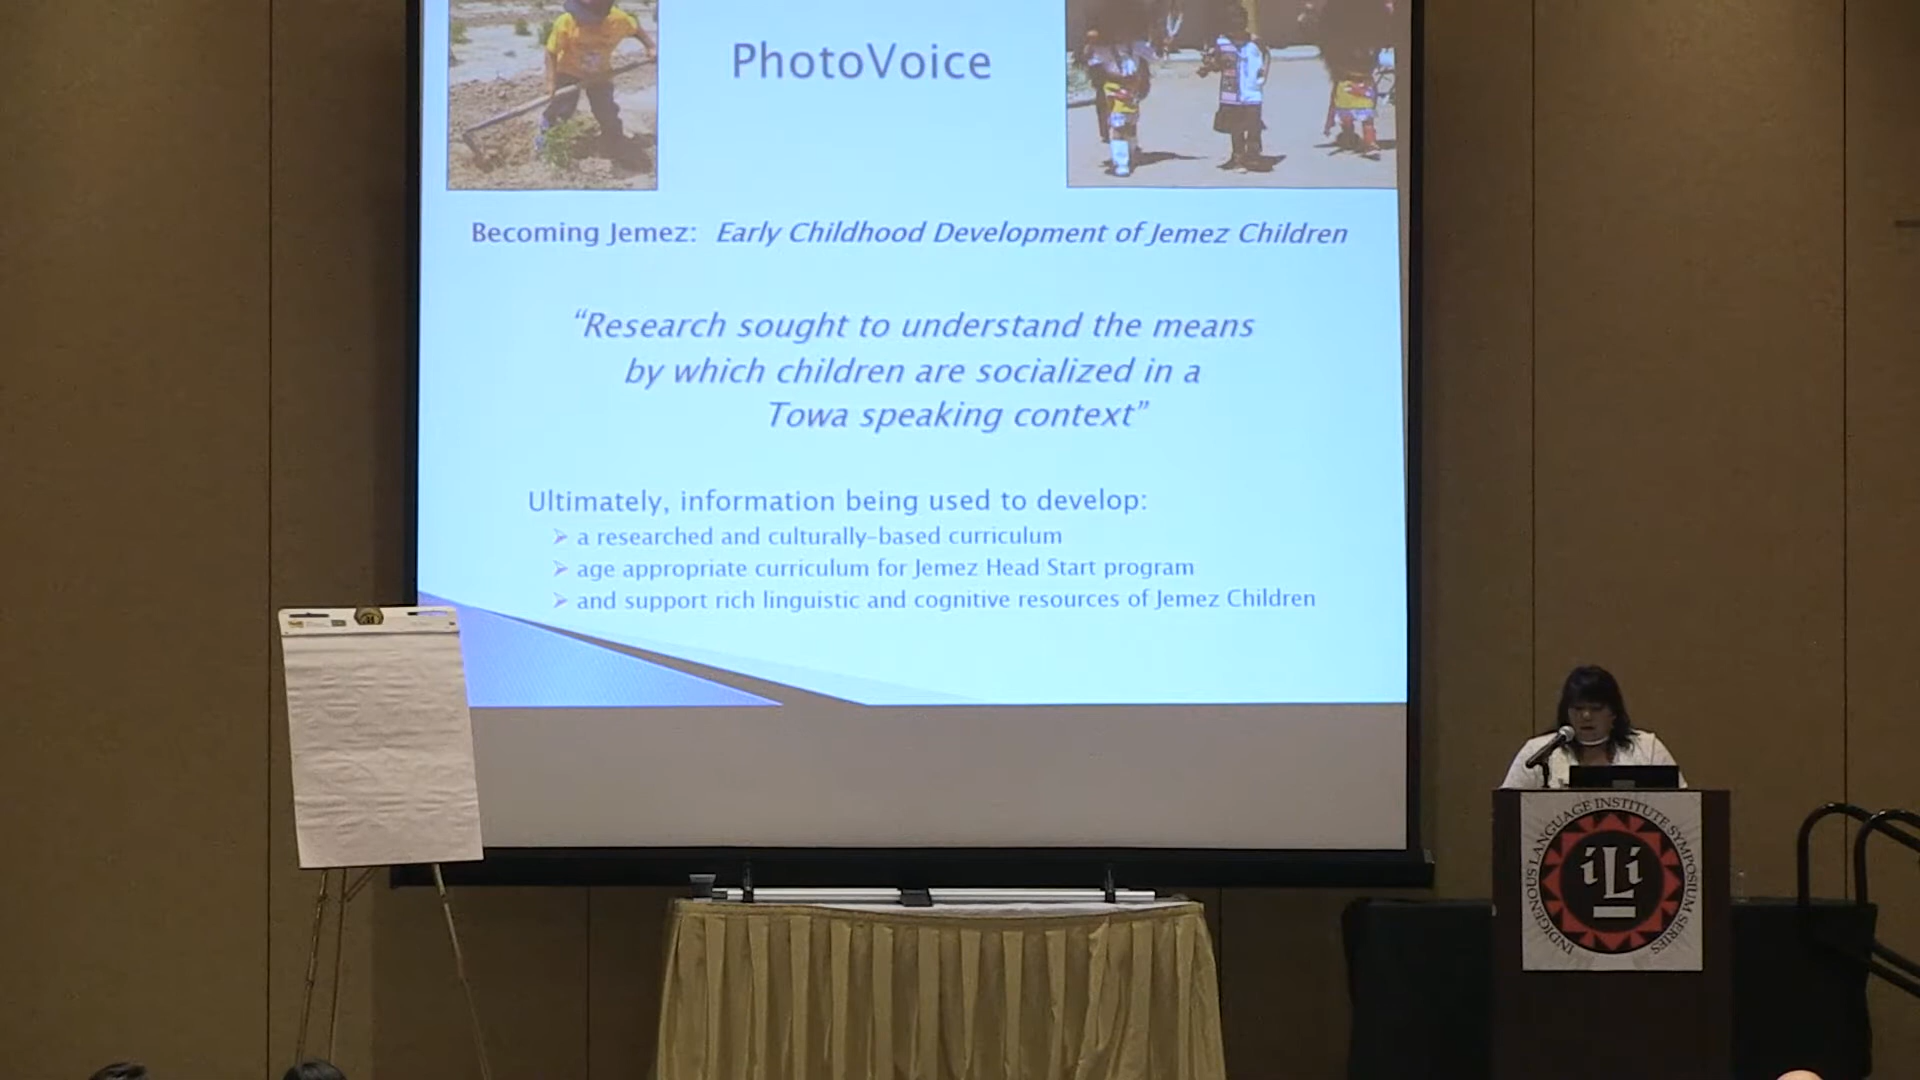 PhotoVoice
Becoming Jemez: Early Childhood Development of Jemez Children
“Research sought to understand the means
by which children are socialized in a
Towa speaking context”
Ultimately, information being used to develop:
➢ a researched and culturally-based curriculum
➢ age appropriate curriculum for Jemez Head Start program
➢ and support rich linguistic and cognitive resources of Jemez Children
INDIGENOUS LANGUAGE INSTITUTE SYMPOSIUM SERIES
iLi